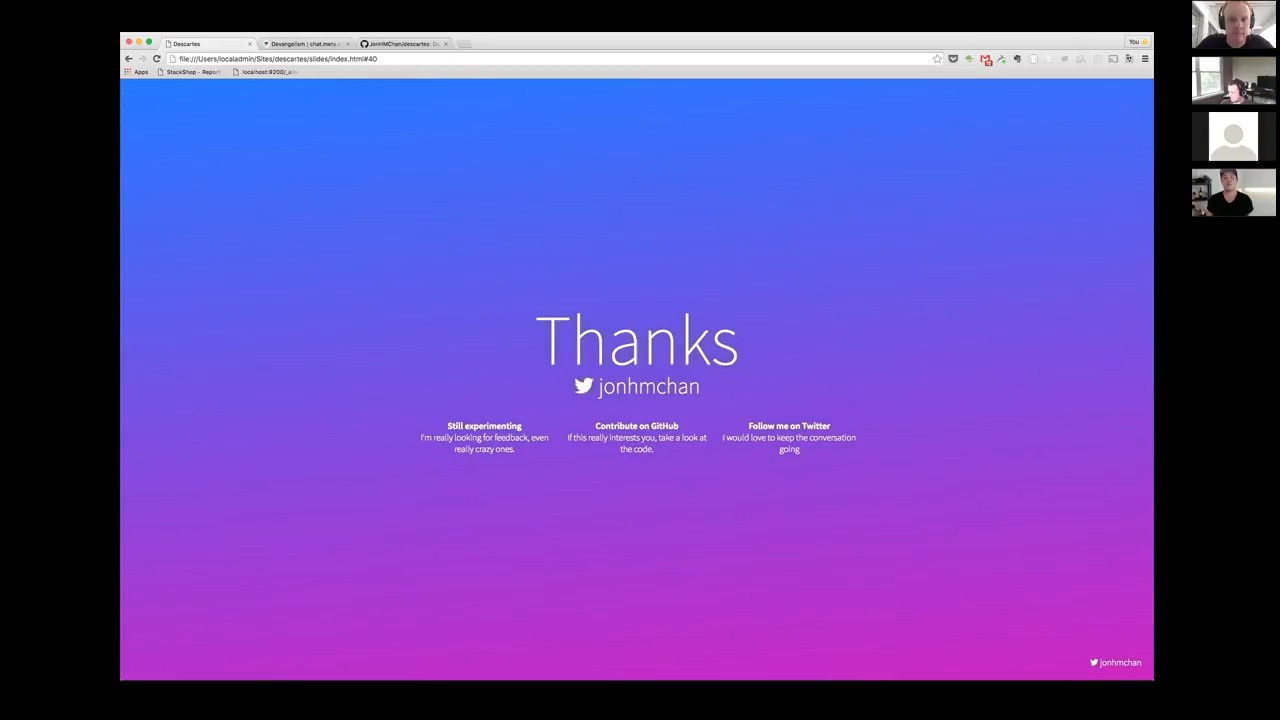 Descartes
Devangelism | chat.meta.
JonHMChan/descartes: De
You
file:///Users/localadmin/Sites/descartes/slides/index.html#40
Apps
StackShop - Report
localhost:9200/_a
Thanks
jonhmchan
Still experimenting
I'm really looking for feedback, even
really crazy ones.
Contribute on GitHub
If this really interests you, take a look at
the code.
Follow me on Twitter
I would love to keep the conversation
going
jonhmchan